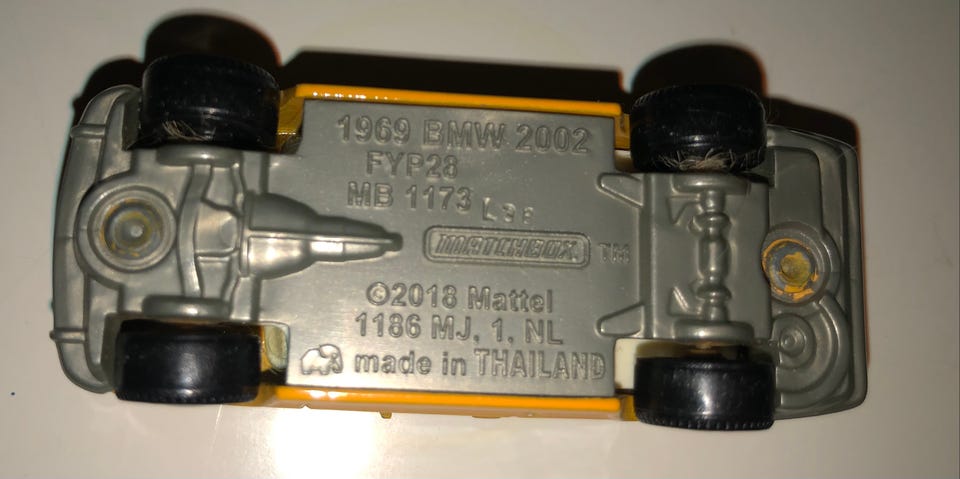 1969 BMW 2002
FYP28
MB 1173
MATCHBOX TM
©2018 Mattel
1186 MJ. 1. NL
made in THAILAND